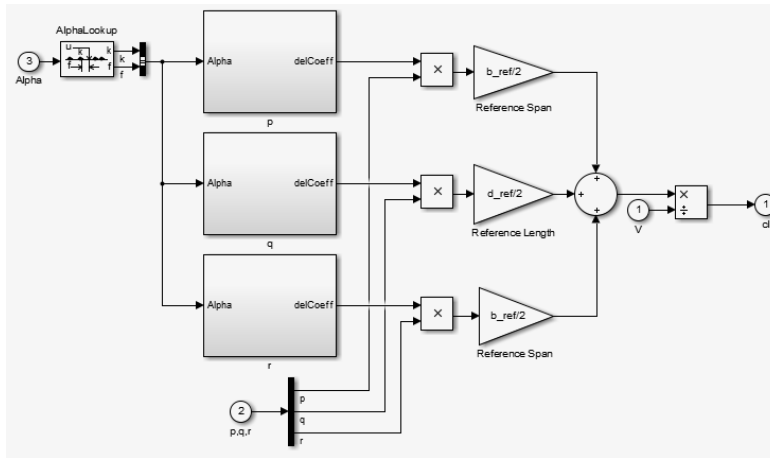 AlphaLookup
u
k
k
f
f
3
Alpha
k
f
Alpha
delCoeff
p
×
b_ref/2
Reference Span
Alpha
delCoeff
q
×
d_ref/2
Reference Length
+
+
+
×
÷
1
V
1
cl
Alpha
delCoeff
r
×
b_ref/2
Reference Span
2
p,q,r
p
q
r